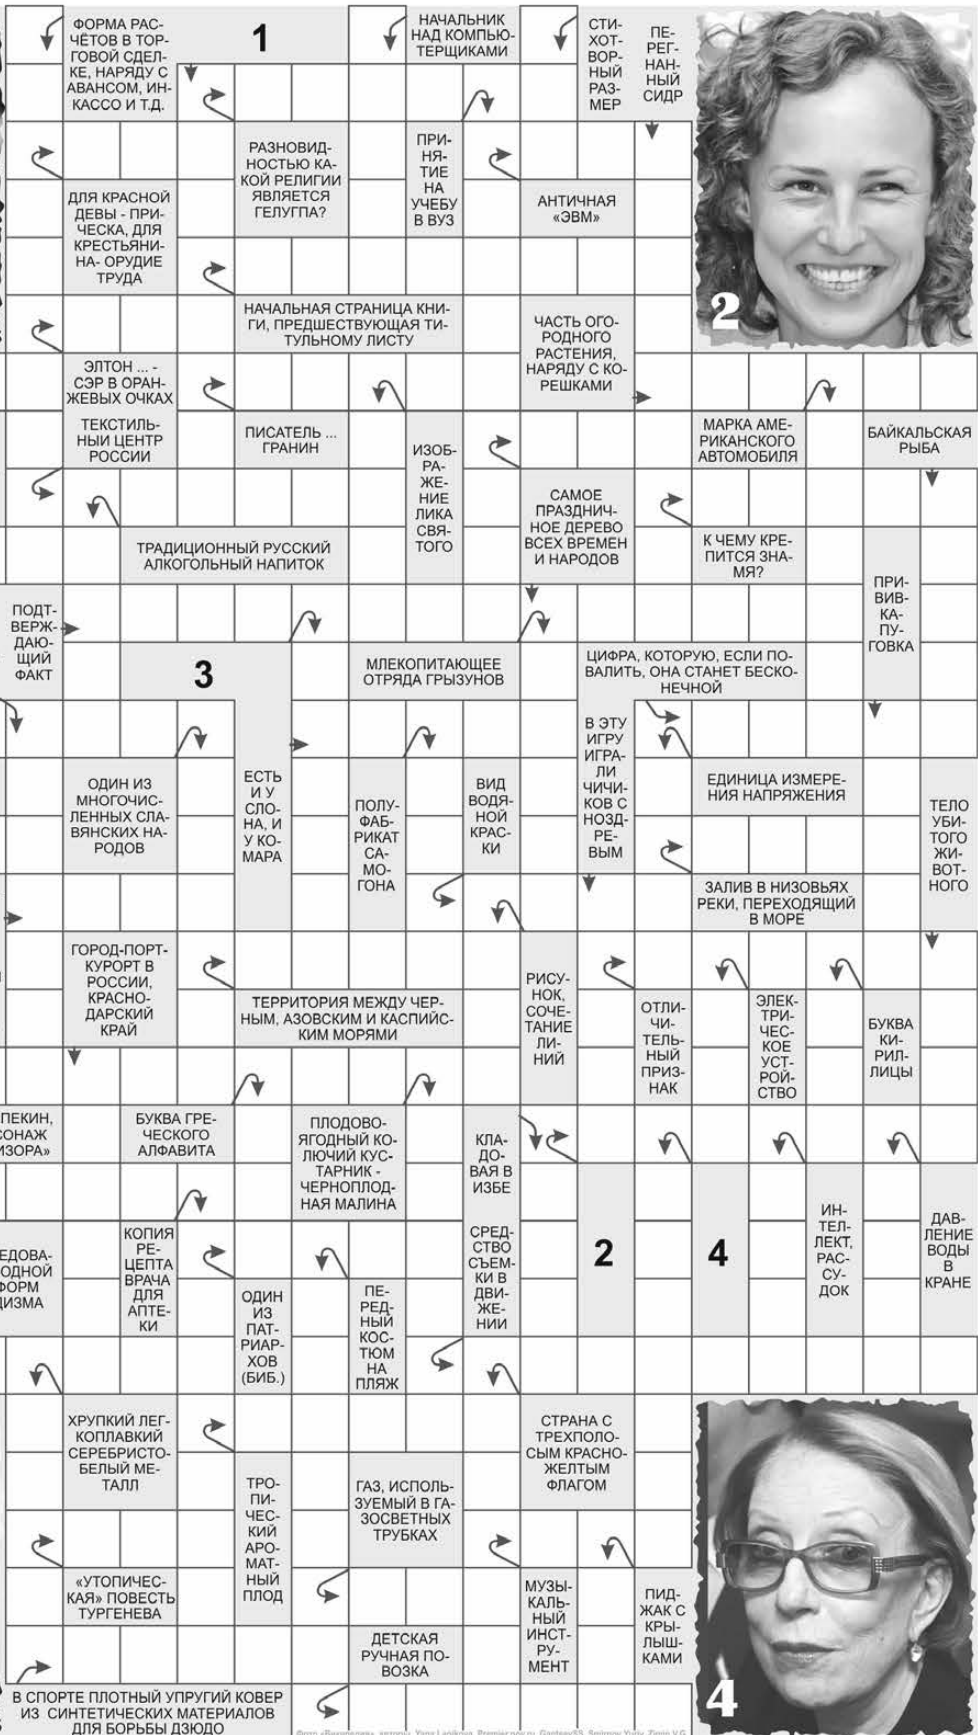 ФОРМА РАС-
ЧЁТОВ В ТОР-
ГОВОЙ СДЕЛ-
КЕ, НАРЯДУ С
АВАНСОМ, ИН-
КАССО И Т.Д.
1
НАЧАЛЬНИК
НАД КОМПЬЮ-
ТЕРЩИКАМИ
СТИ-
ХОТ-
ВОР-
НЫЙ
РАЗ-
МЕР
ПЕ-
РЕГ-
НАН-
НЫЙ
СИДР
2
РАЗНОВИД-
НОСТЬЮ КА-
КОЙ РЕЛИГИИ
ЯВЛЯЕТСЯ
ГЕЛУГПА?
ПРИ-
НЯ-
ТИЕ
НА
УЧЕБУ
В ВУЗ
ДЛЯ КРАСНОЙ
ДЕВЫ - ПРИ-
ЧЕСКА, ДЛЯ
КРЕСТЬЯНИ-
НА- ОРУДИЕ
ТРУДА
АНТИЧНАЯ
«ЭВМ»
НАЧАЛЬНАЯ СТРАНИЦА КНИ-
ГИ, ПРЕДШЕСТВУЮЩАЯ ТИ-
ТУЛЬНОМУ ЛИСТУ
ЧАСТЬ ОГО-
РОДНОГО
РАСТЕНИЯ,
НАРЯДУ С КО-
РЕШКАМИ
ЭЛТОН ... -
СЭР В ОРАН-
ЖЕВЫХ ОЧКАХ
ТЕКСТИЛЬ-
НЫЙ ЦЕНТР
РОССИИ
ПИСАТЕЛЬ ...
ГРАНИН
ИЗОБ-
РА-
ЖЕ-
НИЕ
ЛИКА
СВЯ-
ТОГО
МАРКА АМЕ-
РИКАНСКОГО
АВТОМОБИЛЯ
БАЙКАЛЬСКАЯ
РЫБА
САМОЕ
ПРАЗДНИЧ-
НОЕ ДЕРЕВО
ВСЕХ ВРЕМЕН
И НАРОДОВ
ТРАДИЦИОННЫЙ РУССКИЙ
АЛКОГОЛЬНЫЙ НАПИТОК
К ЧЕМУ КРЕ-
ПИТСЯ ЗНА-
МЯ?
ПРИ-
ВИВ-
КА-
ПУ-
ГОВКА
ПОДТ-
ВЕРЖ-
ДАЮ-
ЩИЙ
ФАКТ
3
МЛЕКОПИТАЮЩЕЕ
ОТРЯДА ГРЫЗУНОВ
ЦИФРА, КОТОРУЮ, ЕСЛИ ПО-
ВАЛИТЬ, ОНА СТАНЕТ БЕСКО-
НЕЧНОЙ
В ЭТУ
ИГРУ
ИГРА-
ЛИ
ЧИЧИ-
КОВ С
НОЗД-
РЕ-
ВЫМ
ОДИН ИЗ
МНОГОЧИС-
ЛЕННЫХ СЛА-
ВЯНСКИХ НА-
РОДОВ
ЕСТЬ
И У
СЛО-
НА, И
У КО-
МАРА
ПОЛУ-
ФАБ-
РИКАТ
СА-
МО-
ГОНА
ВИД
ВОДЯ-
НОЙ
КРАС-
КИ
ЕДИНИЦА ИЗМЕРЕ-
НИЯ НАПРЯЖЕНИЯ
ТЕЛО
УБИ-
ТОГО
ЖИ-
ВОТ-
НОГО
ЗАЛИВ В НИЗОВЬЯХ
РЕКИ, ПЕРЕХОДЯЩИЙ
В МОРЕ
ГОРОД-ПОРТ-
КУРОРТ В
РОССИИ,
КРАСНО-
ДАРСКИЙ
КРАЙ
ТЕРРИТОРИЯ МЕЖДУ ЧЕР-
НЫМ, АЗОВСКИМ И КАСПИЙС-
КИМ МОРЯМИ
РИСУ-
НОК,
СОЧЕ-
ТАНИЕ
ЛИ-
НИЙ
ОТЛИ-
ЧИ-
ТЕЛЬ-
НЫЙ
ПРИЗ-
НАК
ЭЛЕК-
ТРИ-
ЧЕС-
КОЕ
УСТ-
РОЙ-
СТВО
БУКВА
КИ-
РИЛ-
ЛИЦЫ
ПЕКИН,
СОНАЖ
ИЗОРА»
БУКВА ГРЕ-
ЧЕСКОГО
АЛФАВИТА
ПЛОДОВО-
ЯГОДНЫЙ КО-
ЛЮЧИЙ КУС-
ТАРНИК -
ЧЕРНОПЛОД-
НАЯ МАЛИНА
КЛА-
ДО-
ВАЯ В
ИЗБЕ
СРЕД-
СТВО
СЪЕМ-
КИ В
ДВИ-
ЖЕ-
НИИ
2
4
ИН-
ТЕЛ-
ЛЕКТ,
РАС-
СУ-
ДОК
ДАВ-
ЛЕНИЕ
ВОДЫ
В
КРАНЕ
ЕДОВА-
ОДНОЙ
ФОРМ
ДИЗМА
КОПИЯ
РЕ-
ЦЕПТА
ВРАЧА
ДЛЯ
АПТЕ-
КИ
ОДИН
ИЗ
ПАТ-
РИАР-
ХОВ
(БИБ.)
ПЕ-
РЕД-
НЫЙ
КОС-
ТЮМ
НА
ПЛЯЖ
ХРУПКИЙ ЛЕГ-
КОПЛАВКИЙ
СЕРЕБРИСТО-
БЕЛЫЙ МЕ-
ТАЛЛ
СТРАНА С
ТРЕХПОЛО-
СЫМ КРАСНО-
ЖЕЛТЫМ
ФЛАГОМ
ТРО-
ПИ-
ЧЕС-
КИЙ
АРО-
МАТ-
НЫЙ
ПЛОД
ГАЗ, ИСПОЛЬ-
ЗУЕМЫЙ В ГА-
ЗОСВЕТНЫХ
ТРУБКАХ
«УТОПИЧЕС-
КАЯ» ПОВЕСТЬ
ТУРГЕНЕВА
МУЗЫ-
КАЛЬ-
НЫЙ
ИНСТ-
РУ-
МЕНТ
ПИД-
ЖАК С
КРЫ-
ЛЫШ-
КАМИ
ДЕТСКАЯ
РУЧНАЯ ПО-
ВОЗКА
4
В СПОРТЕ ПЛОТНЫЙ УПРУГИЙ КОВЕР
ИЗ СИНТЕТИЧЕСКИХ МАТЕРИАЛОВ
ДЛЯ БОРЬБЫ ДЗЮДО